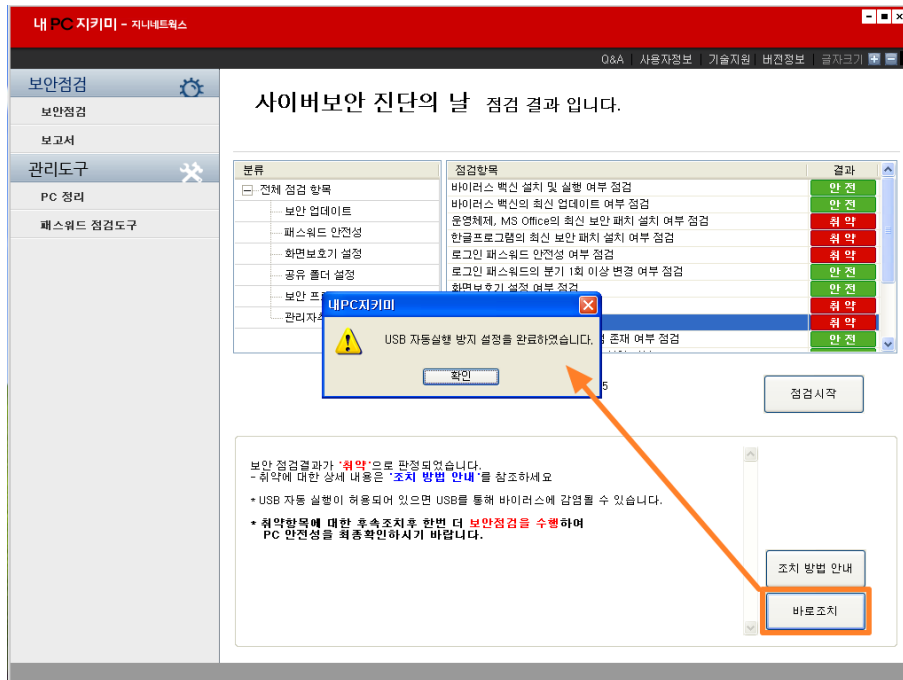 내 PC 지키미 - 지니네트웍스
Q&A 사용자정보 기술지원 버전정보 글자크기
보안점검
보안점검
보고서
관리도구
PC 정리
패스워드 점검도구
사이버보안 진단의 날 점검 결과 입니다.
분류
전체 점검 항목
보안 업데이트
패스워드 안전성
화면보호기 설정
공유 폴더 설정
보안
점검항목 결과
바이러스 백신 설치 및 실행 여부 점검 안 전
바이러스 백신의 최신 업데이트 여부 점검 안 전
운영체제, MS Office의 최신 보안 패치 설치 여부 점검 취 약
한글프로그램의 최신 보안 패치 설치 여부 점검 취 약
로그인 패스워드 안전성 여부 점검 취 약
로그인 패스워드의 분기 1회 이상 변경 여부 점검 안 전
화면보호기 설정 여부 점검 안 전
취 약
취 약
존재 여부 점검 안 전
내PC지키미
USB 자동실행 방지 설정을 완료하였습니다.
확인
5
점검시작
보안 점검결과가 '취약'으로 판정되었습니다.
- 취약에 대한 상세 내용은 '조치 방법 안내'를 참조하세요
* USB 자동 실행이 허용되어 있으면 USB를 통해 바이러스에 감염될 수 있습니다.
* 취약항목에 대한 후속조치후 한번 더 보안점검을 수행하여
PC 안전성을 최종확인하시기 바랍니다.
조치 방법 안내
바로조치